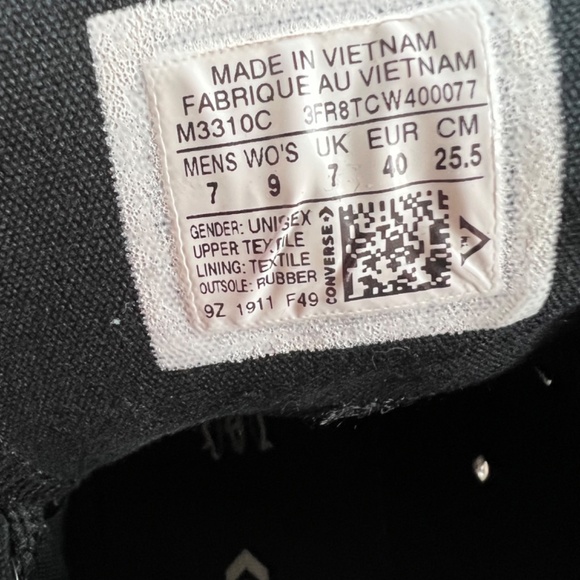 MADE IN VIETNAM
FABRIQUE AU VIETNAM
M3310C 3FR8TCW400077
MENS WO'S UK EUR CM
7 9 7 40 25.5
GENDER: UNISEX
UPPER TEXTILE
LINING: TEXTILE
OUTSOLE: RUBBER
9Z 1911 F49
CONVERSE